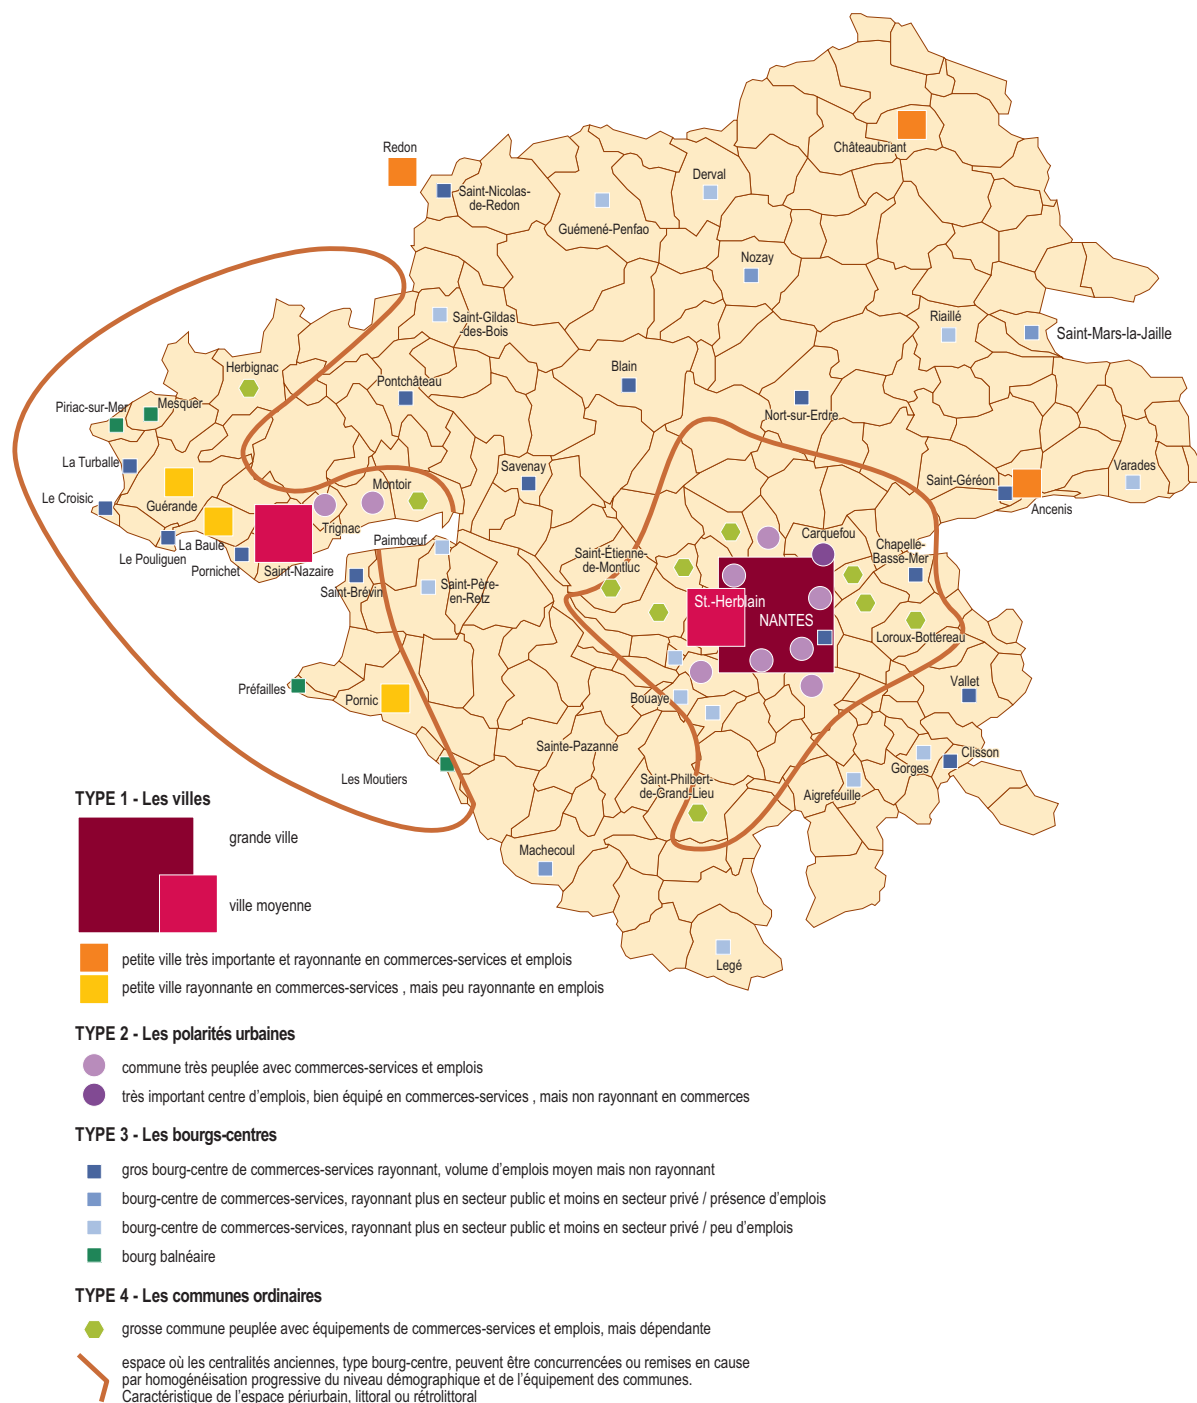 Châteaubriant
Redon
Derval
Saint-Nicolas-
de-Redon
Guémené-Penfao
Nozay
Saint-Gildas
-des-Bois
Riaillé
Saint-Mars-la-Jaille
Herbignac
Blain
Pontchâteau
Piriac-sur-Mer
Mesquer
Nort-sur-Erdre
La Turballe
Savenay
Varades
Saint-Géréon
Le Croisic
Guérande
Montoir
Ancenis
Trignac
Carquefou
Paimbœuf
La Baule
Le Pouliguen
Pornichet
Saint-Nazaire
Saint-Étienne-
de-Montluc
Chapelle-
Basse-Mer
Saint-Brévin
Saint-Père-
en-Retz
St.-Herblain
NANTES
Loroux-Bottereau
Préfailles
Pornic
Bouaye
Vallet
Sainte-Pazanne
Clisson
Gorges
Les Moutiers
Saint-Philbert-
de-Grand-Lieu
Aigrefeuille
Machecoul
Legé
TYPE 1 - Les villes
grande ville
ville moyenne
petite ville très importante et rayonnante en commerces-services et emplois
petite ville rayonnante en commerces-services , mais peu rayonnante en emplois
TYPE 2 - Les polarités urbaines
commune très peuplée avec commerces-services et emplois
très important centre d'emplois, bien équipé en commerces-services , mais non rayonnant en commerces
TYPE 3 - Les bourgs-centres
gros bourg-centre de commerces-services rayonnant, volume d'emplois moyen mais non rayonnant
bourg-centre de commerces-services, rayonnant plus en secteur public et moins en secteur privé / présence d'emplois
bourg-centre de commerces-services, rayonnant plus en secteur public et moins en secteur privé / peu d'emplois
bourg balnéaire
TYPE 4 - Les communes ordinaires
grosse commune peuplée avec équipements de commerces-services et emplois, mais dépendante
espace où les centralités anciennes, type bourg-centre, peuvent être concurrencées ou remises en cause
par homogénéisation progressive du niveau démographique et de l'équipement des communes.
Caractéristique de l'espace périurbain, littoral ou rétrolittoral